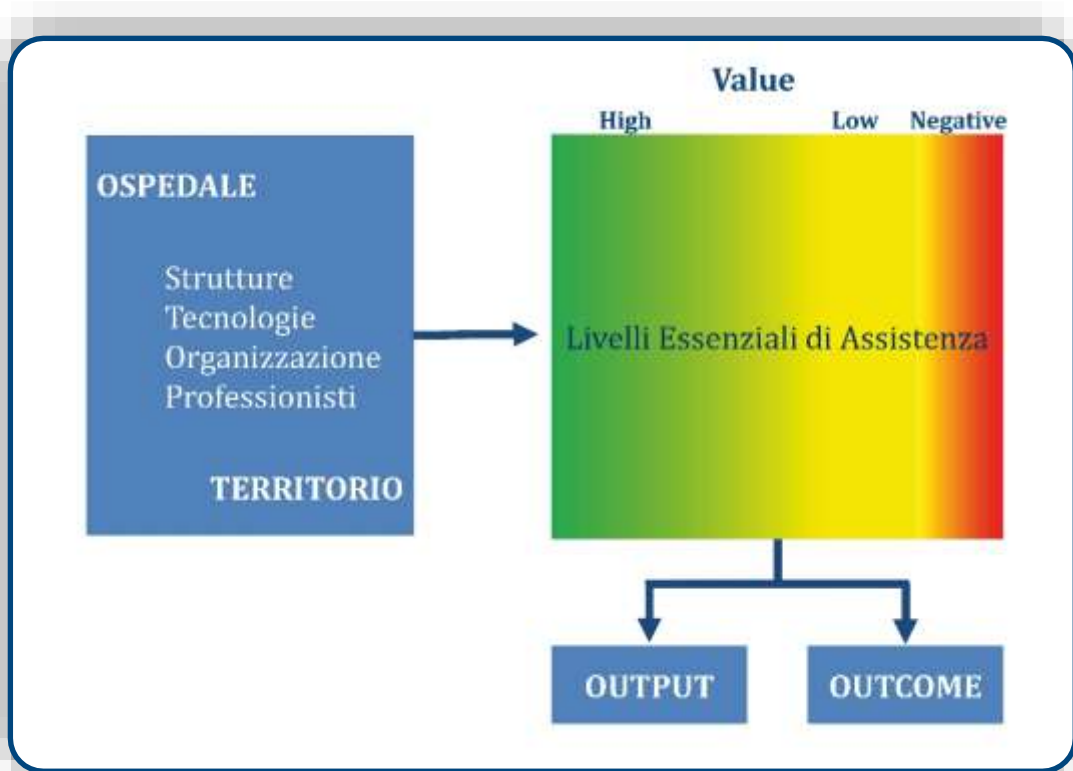 Value
High Low Negative
OSPEDALE
Strutture
Tecnologie
Organizzazione
Professionisti
TERRITORIO
Livelli Essenziali di Assistenza
OUTPUT
OUTCOME